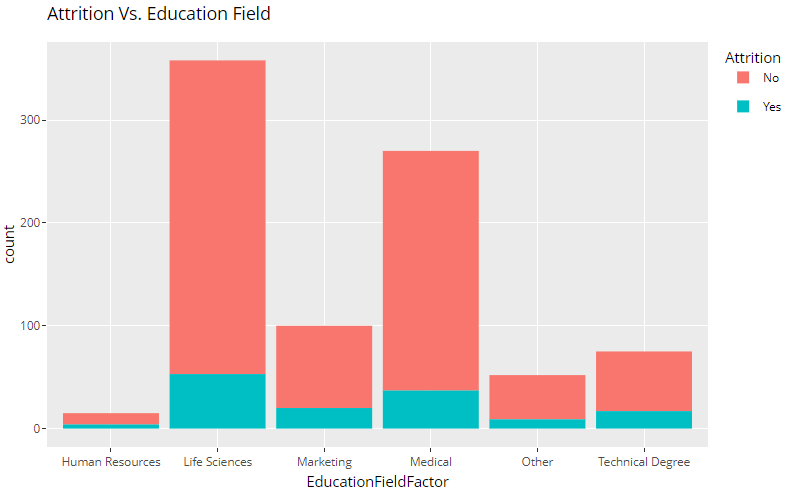 Attrition Vs. Education Field
Attrition
No
Yes
300
200
100
0
count
Human Resources
Life Sciences
Marketing
Medical
Other
Technical Degree
EducationFieldFactor